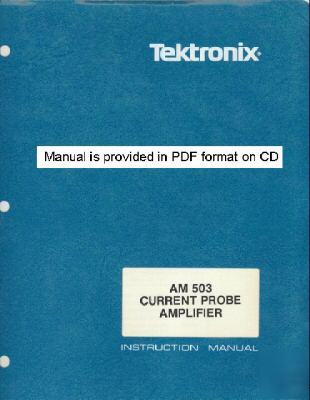 Tektronix
Manual is provided in PDF format on CD
AM 503
CURRENT PROBE
AMPLIFIER
INSTRUCTION MANUAL